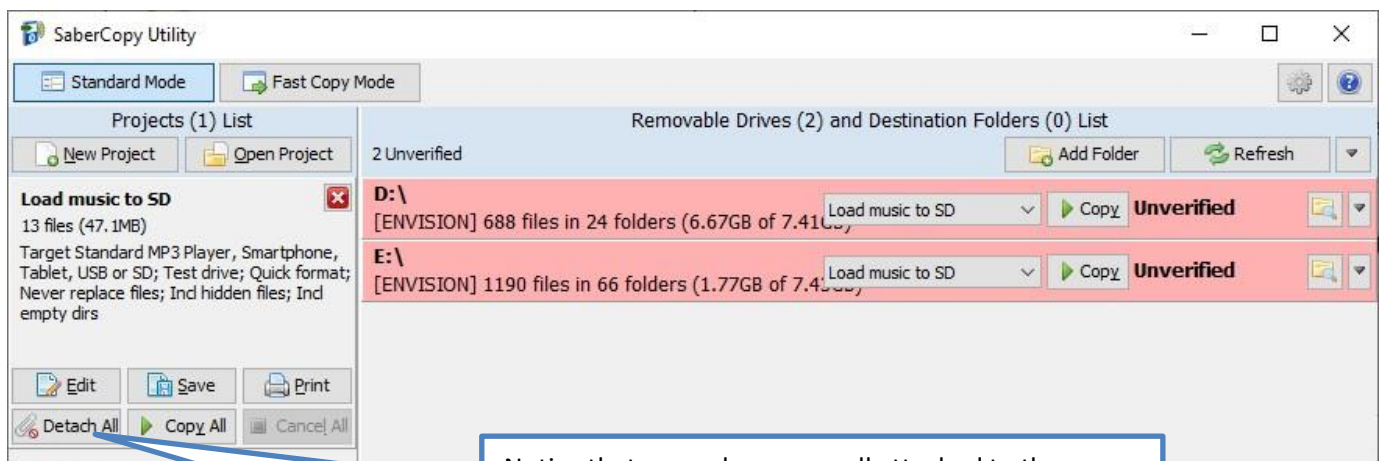 SaberCopy Utility
Standard Mode
Fast Copy Mode
Projects (1) List
New Project
Open Project
Load music to SD
13 files (47.1MB)
Target Standard MP3 Player, Smartphone,
Tablet, USB or SD; Test drive; Quick format;
Never replace files; Incl hidden files; Incl
empty dirs
Edit
Save
Print
Detach All
Copy All
Cancel All
Removable Drives (2) and Destination Folders (0) List
2 Unverified
Add Folder
Refresh
D:\
[ENVISION] 688 files in 24 folders (6.67GB of
Load music to SD
Copy
Unverified
E:\
[ENVISION] 1190 files in 66 folders (1.77GB of
Load music to SD
Copy
Unverified